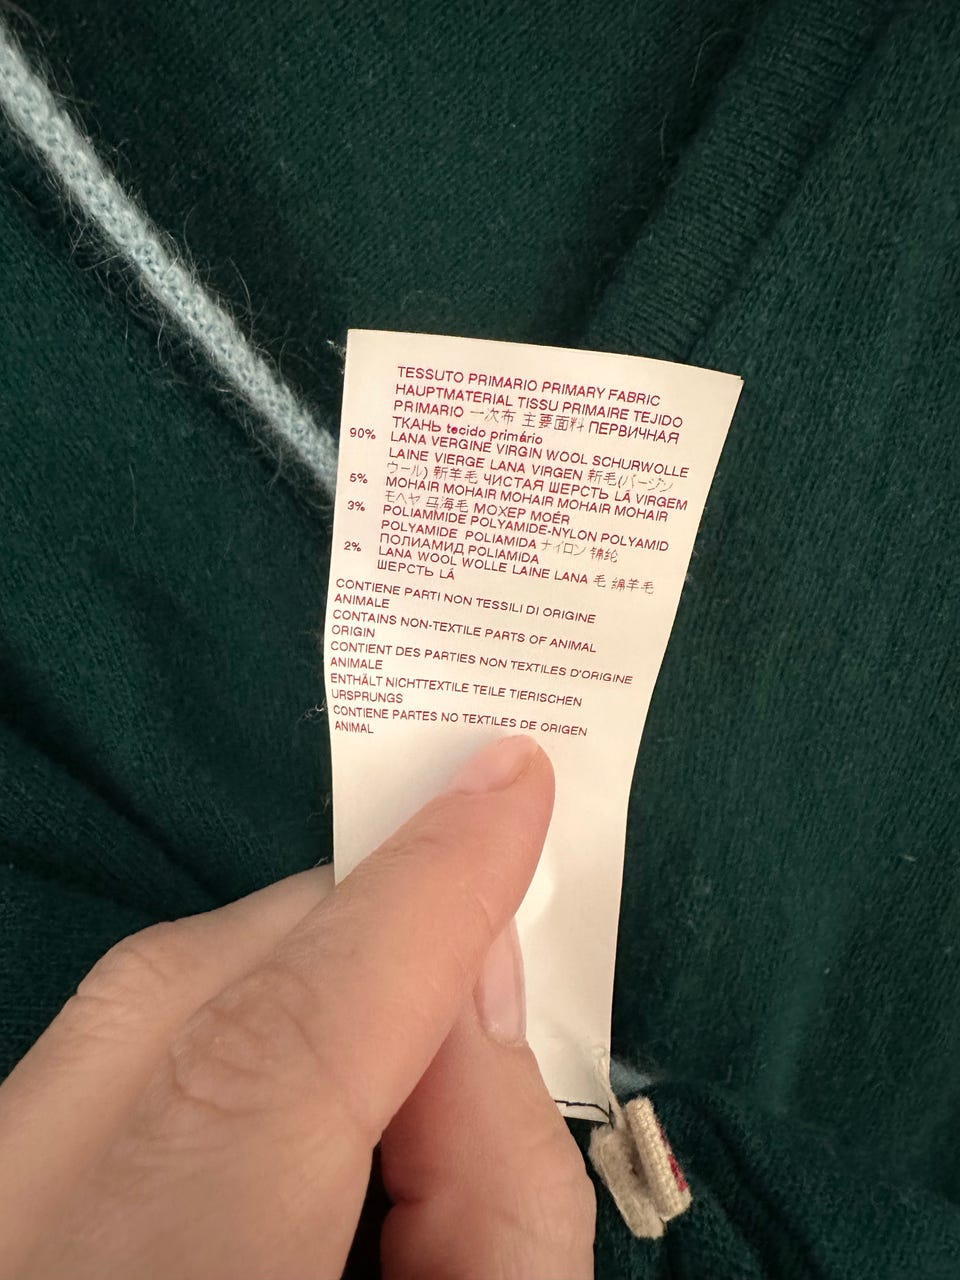 TESSUTO PRIMARIO PRIMARY FABRIC
HAUPTMATERIAL TISSU PRIMAIRE TEJIDO
PRIMARIO 一次布 主要面料 ПЕРВИЧНАЯ
ТКАНЬ tecido primário
90% LANA VERGINE VIRGIN WOOL SCHURWOLLE
LAINE VIERGE LANA VIRGEN 新毛(バージン
ウール) 新羊毛 ЧИСТАЯ ШЕРСТЬ LÃ VIRGEM
5% MOHAIR MOHAIR MOHAIR MOHAIR MOHAIR
モヘヤ 马海毛 МОХЕР MOÉR
3% POLIAMMIDE POLYAMIDE-NYLON POLYAMID
POLYAMIDE POLIAMIDA ナイロン 锦纶
ПОЛИАМИД POLIAMIDA
2% LANA WOOL WOLLE LAINE LANA 毛 绵羊毛
ШЕРСТЬ LÃ
CONTIENE PARTI NON TESSILI DI ORIGINE
ANIMALE
CONTAINS NON-TEXTILE PARTS OF ANIMAL
ORIGIN
CONTIENT DES PARTIES NON TEXTILES D'ORIGINE
ANIMALE
ENTHÄLT NICHTTEXTILE TEILE TIERISCHEN
URSPRUNGS
CONTIENE PARTES NO TEXTILES DE ORIGEN
ANIMAL